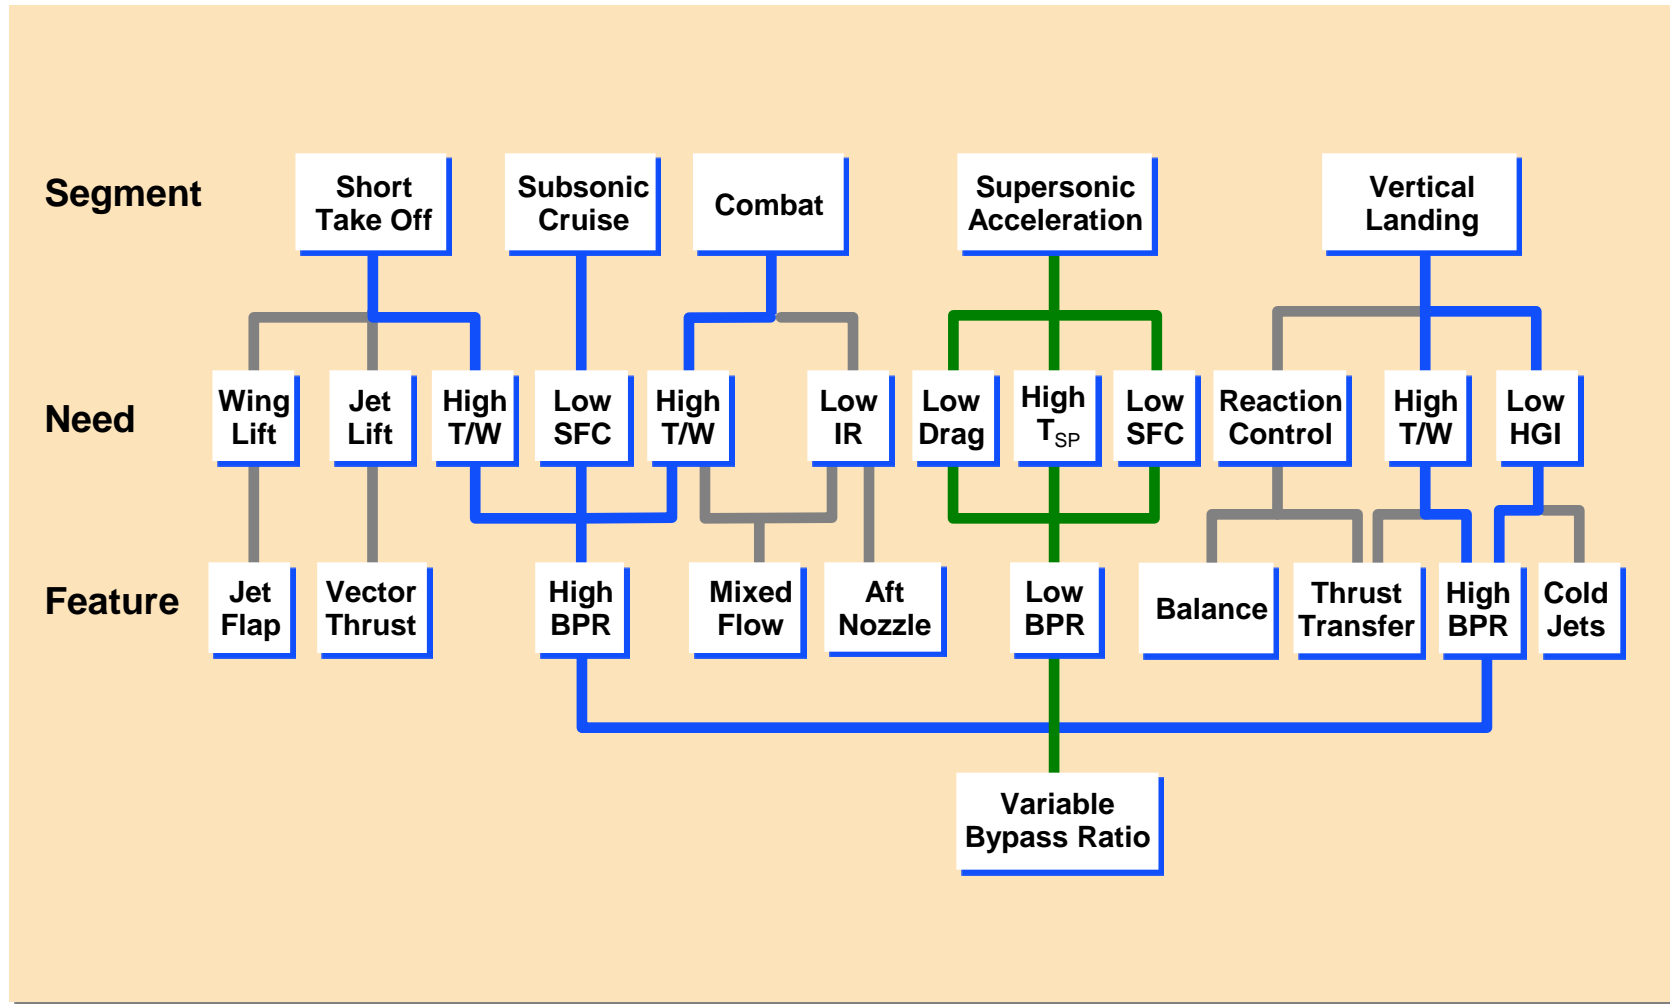 Segment
Short
Take Off
Subsonic
Cruise
Combat
Supersonic
Acceleration
Vertical
Landing
Need
Wing
Lift
Jet
Lift
High
T/W
Low
SFC
High
T/W
Low
IR
Low
Drag
High
TSP
Low
SFC
Reaction
Control
High
T/W
Low
HGI
Feature
Jet
Flap
Vector
Thrust
High
BPR
Mixed
Flow
Aft
Nozzle
Low
BPR
Balance
Thrust
Transfer
High
BPR
Cold
Jets
Variable
Bypass Ratio